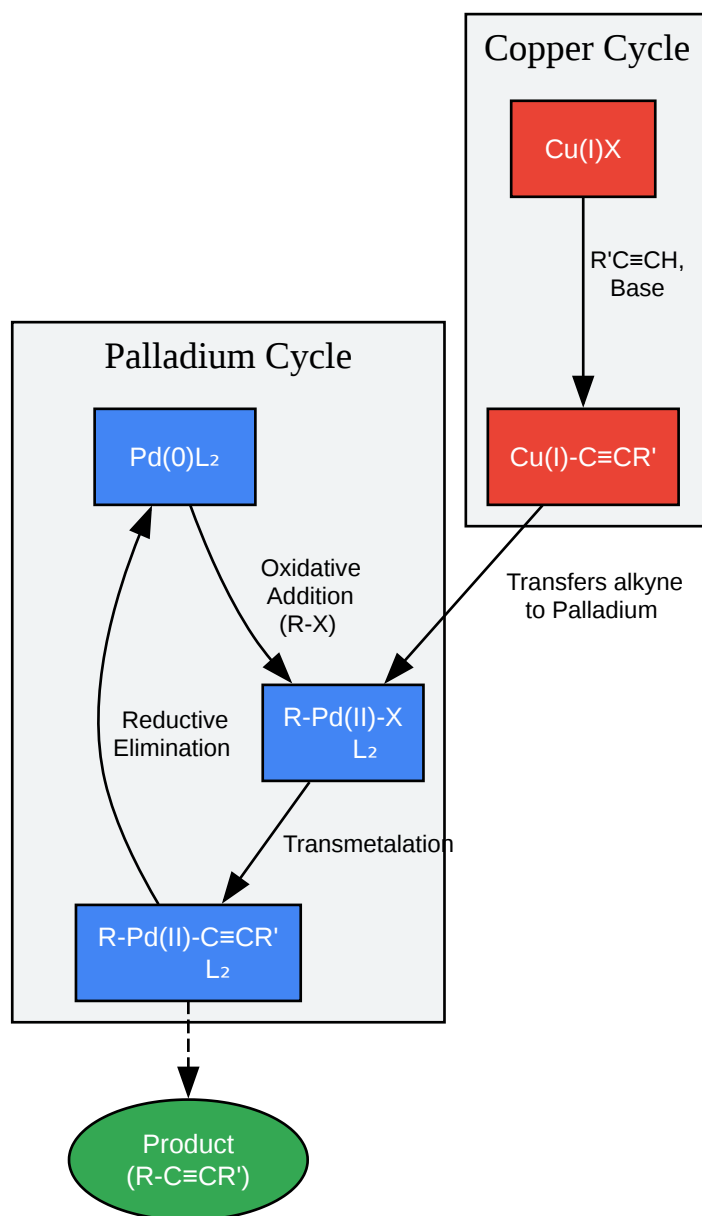 Copper Cycle
Cu(I)X
R'C≡CH,
Base
Palladium Cycle
Pd(0)L₂
Cu(I)-C≡CR'
Oxidative
Addition
(R-X)
Transfers alkyne
to Palladium
R-Pd(II)-X
L₂
Reductive
Elimination
Transmetalation
R-Pd(II)-C≡CR'
L₂
Product
(R-C≡CR')